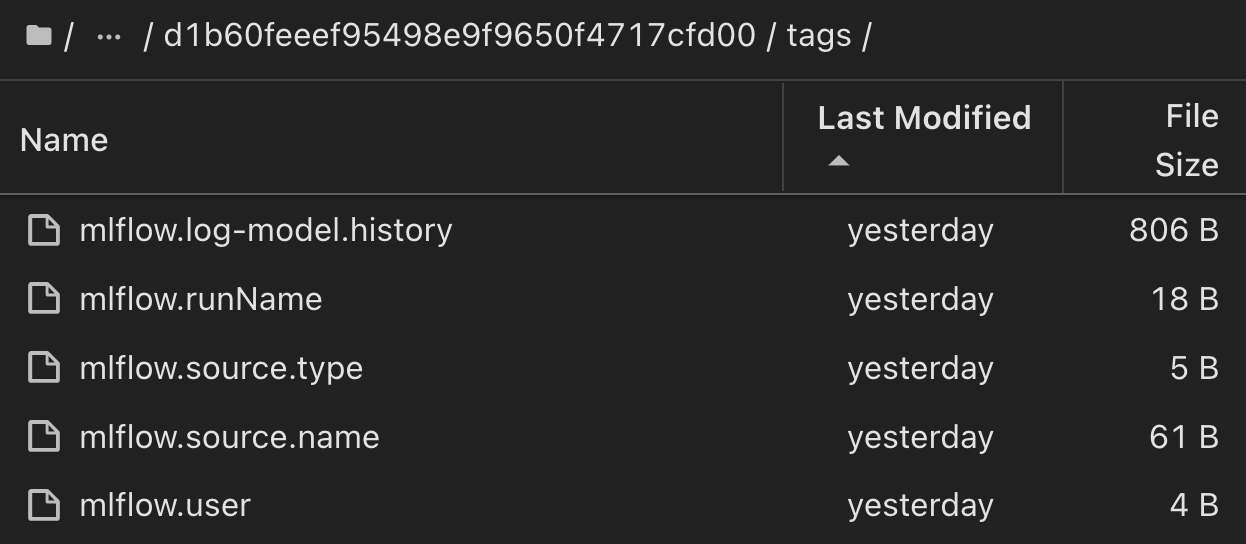 / ... / d1b60feeef95498e9f9650f4717cfd00 / tags /
Name Last Modified File Size
mlflow.log-model.history yesterday 806 B
mlflow.runName yesterday 18 B
mlflow.source.type yesterday 5 B
mlflow.source.name yesterday 61 B
mlflow.user yesterday 4 B